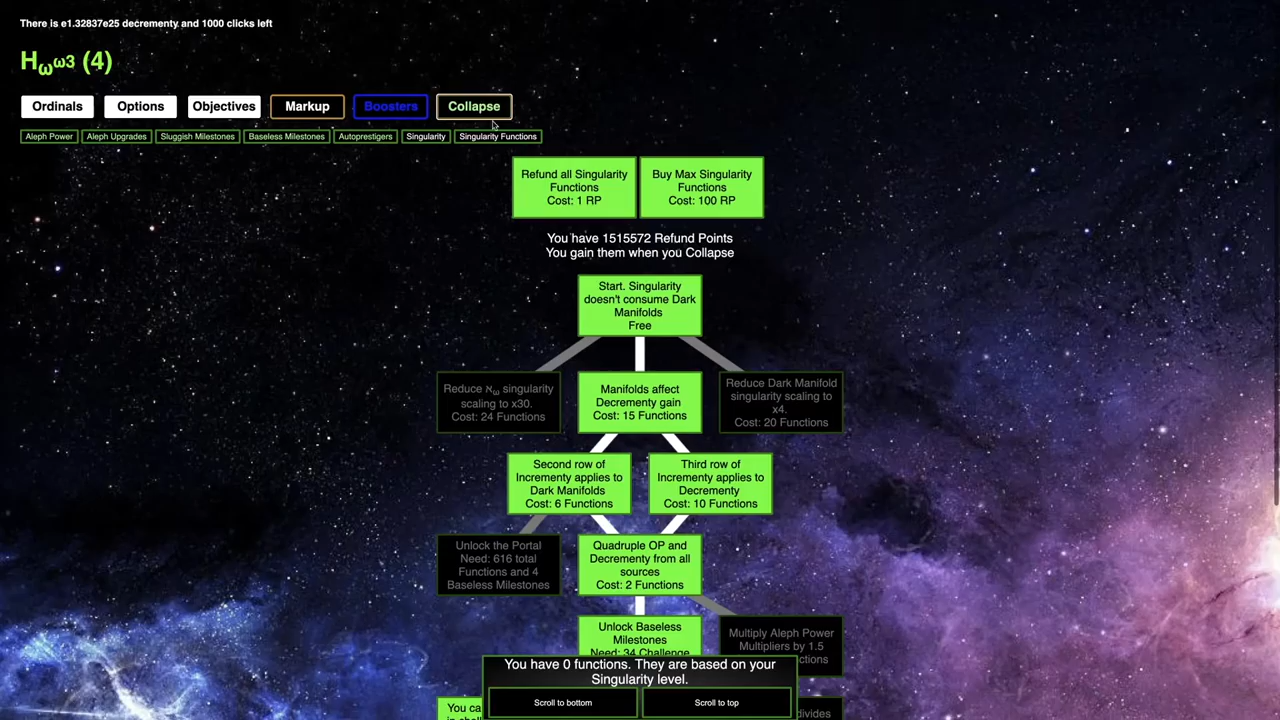 There is e1.32837e25 decrementy and 1000 clicks left
Hωω3 (4)
Ordinals Options Objectives Markup Boosters Collapse
Aleph Power Aleph Upgrades Sluggish Milestones Baseless Milestones Autoprestigers Singularity Singularity Functions
Refund all Singularity
Functions
Cost: 1 RP
Buy Max Singularity
Functions
Cost: 100 RP
You have 1515572 Refund Points
You gain them when you Collapse
Start. Singularity
doesn't consume Dark
Manifolds
Free
Reduce ℵω singularity
scaling to x30.
Cost: 24 Functions
Manifolds affect
Decrementy gain
Cost: 15 Functions
Reduce Dark Manifold
singularity scaling to
x4.
Cost: 20 Functions
Second row of
Incrementy applies to
Dark Manifolds
Cost: 6 Functions
Third row of
Incrementy applies to
Decrementy
Cost: 10 Functions
Unlock the Portal
Need: 616 total
Functions and 4
Baseless Milestones
Quadruple OP and
Decrementy from all
sources
Cost: 2 Functions
Unlock Baseless
Milestones
Need: 34 Challenge
Multiply Aleph Power
Multipliers by 1.5
ctions
You have 0 functions. They are based on your
Singularity level.
Scroll to bottom Scroll to top
You ca
divides